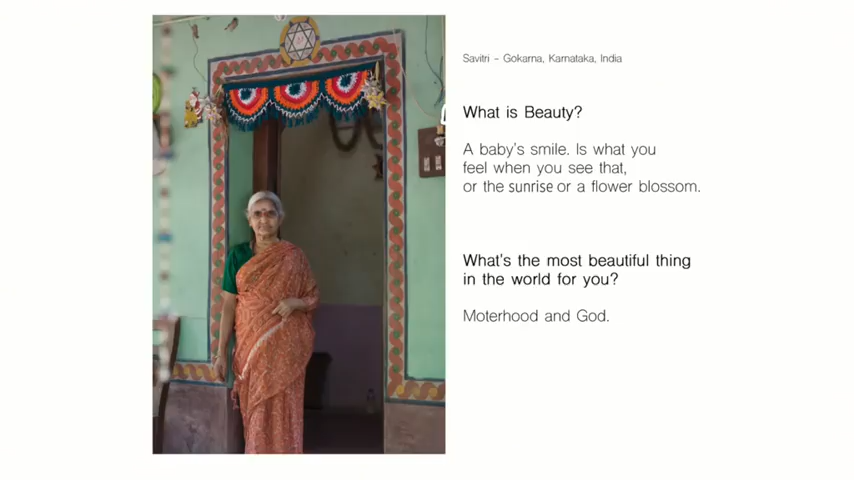 Savitri - Gokarna, Karnataka, India
What is Beauty?
A baby's smile. Is what you
feel when you see that,
or the sunrise or a flower blossom.
What's the most beautiful thing
in the world for you?
Moterhood and God.